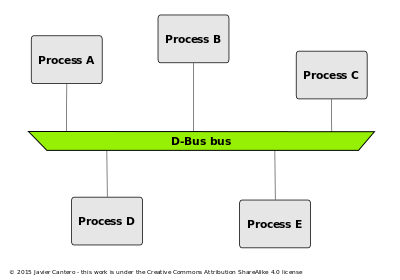 Process B
Process A
Process C
D-Bus bus
Process D
Process E
© 2015 Javier Cantero - this work is under the Creative Commons Attribution ShareAlike 4.0 license